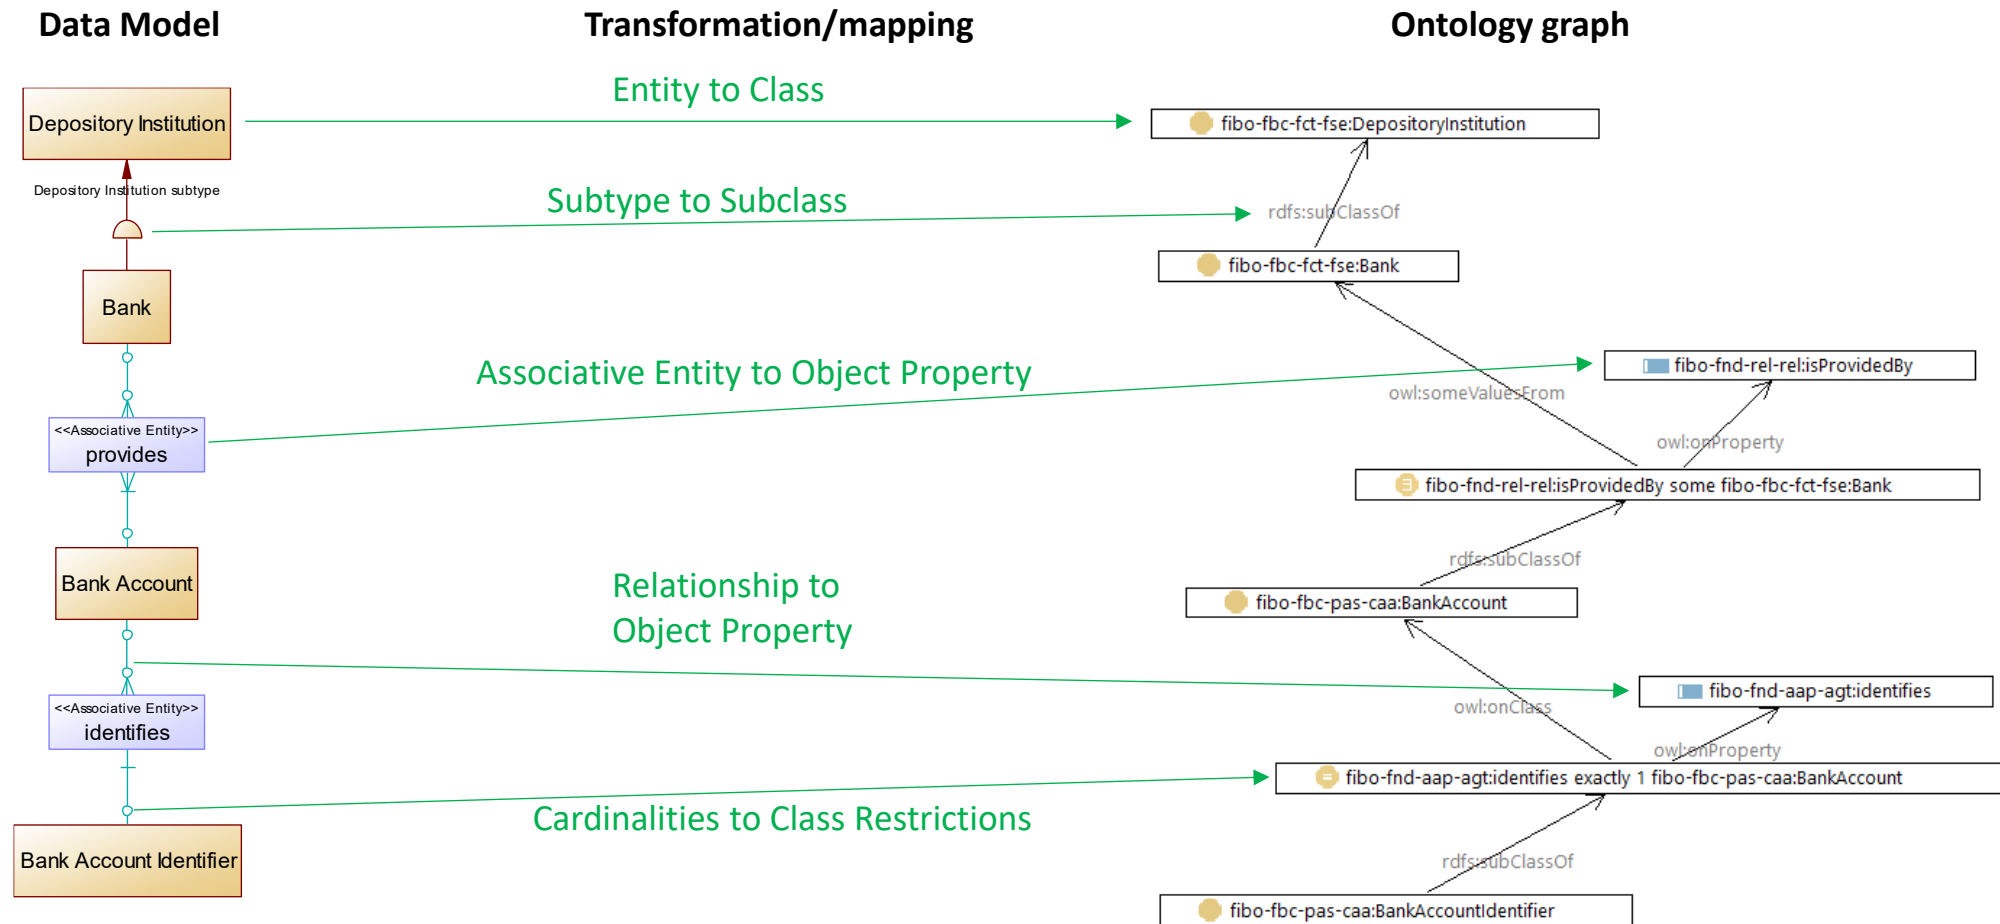 Data Model
Transformation/mapping
Ontology graph
Entity to Class
Depository Institution
fibo-fbc-fct-fse:DepositoryInstitution
Depository Institution subtype
Subtype to Subclass
rdfs:subClassOf
fibo-fbc-fct-fse:Bank
Bank
Associative Entity to Object Property
fibo-fnd-rel-rel:isProvidedBy
owl:someValuesFrom
<<Associative Entity>>
provides
owl:onProperty
fibo-fnd-rel-rel:isProvidedBy some fibo-fbc-fct-fse:Bank
rdfs:subClassOf
Bank Account
Relationship to
Object Property
fibo-fbc-pas-caa:BankAccount
fibo-fnd-aap-agt:identifies
owl:onClass
<<Associative Entity>>
identifies
owl:onProperty
fibo-fnd-aap-agt:identifies exactly 1 fibo-fbc-pas-caa:BankAccount
Cardinalities to Class Restrictions
Bank Account Identifier
rdfs:subClassOf
fibo-fbc-pas-caa:BankAccountIdentifier